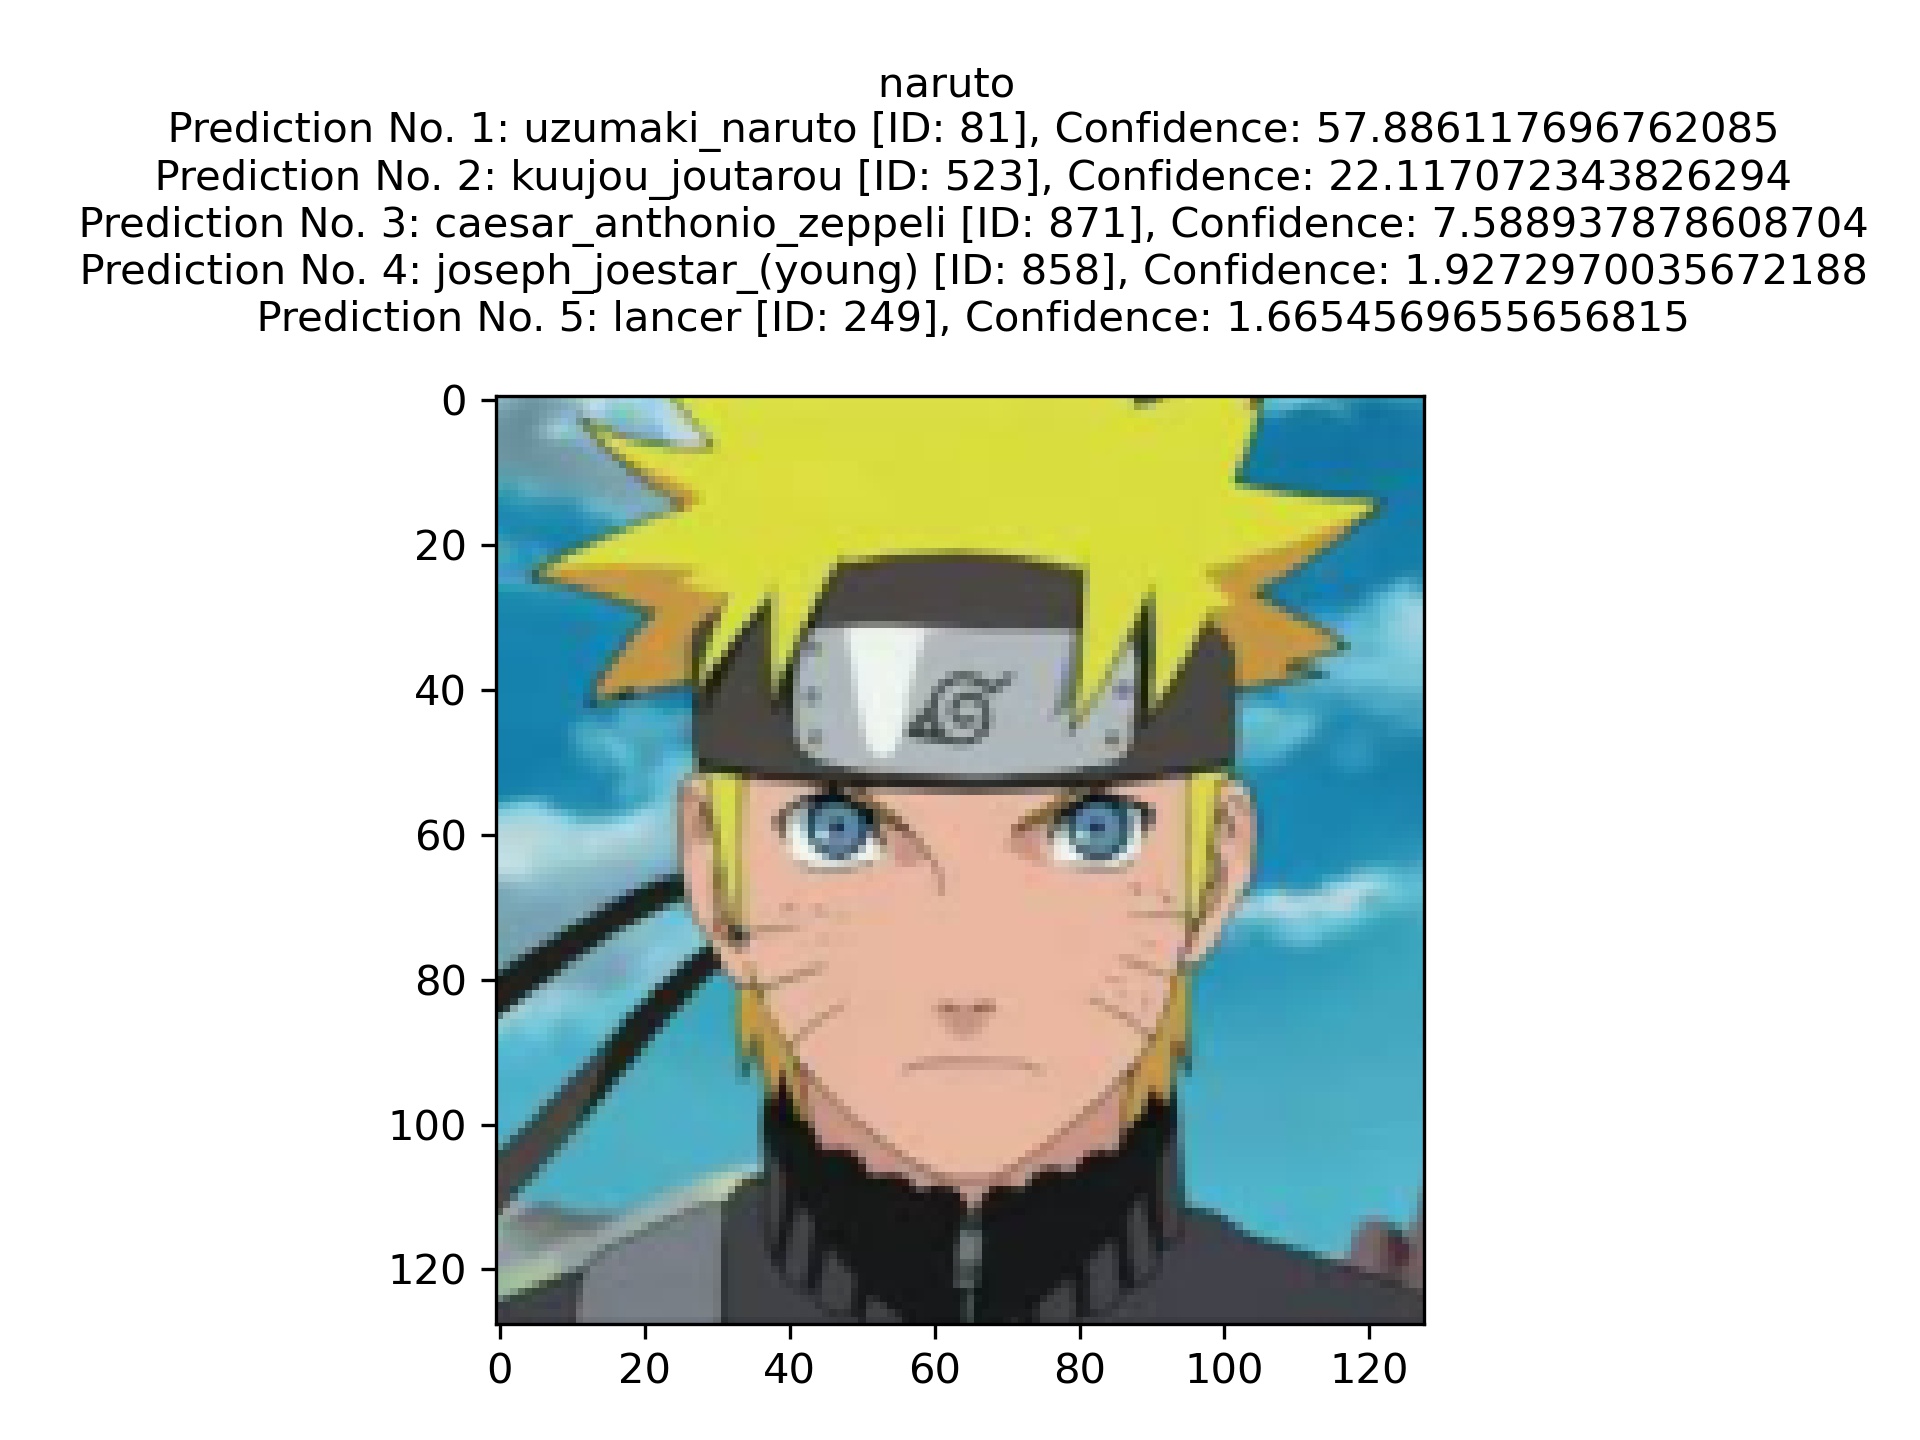 naruto
Prediction No. 1: uzumaki_naruto [ID: 81], Confidence: 57.886117696762085
Prediction No. 2: kuujou_joutarou [ID: 523], Confidence: 22.117072343826294
Prediction No. 3: caesar_anthonio_zeppeli [ID: 871], Confidence: 7.588937878608704
Prediction No. 4: joseph_joestar_(young) [ID: 858], Confidence: 1.9272970035672188
Prediction No. 5: lancer [ID: 249], Confidence: 1.6654569655656815
0
20
40
60
80
100
120
0 20 40 60 80 100 120